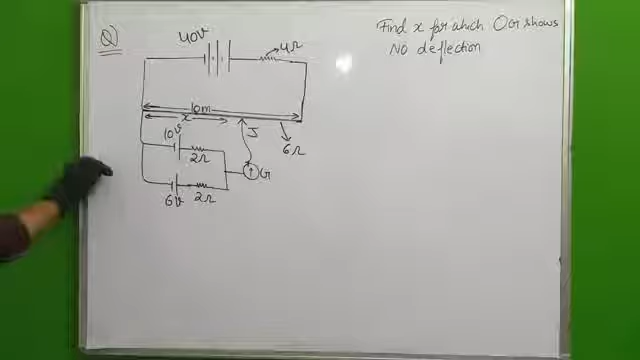 Q)
40V
4Ω
Find x for which G shows
No deflection
10m
x
10V
2Ω
J
6Ω
G
6V
2Ω